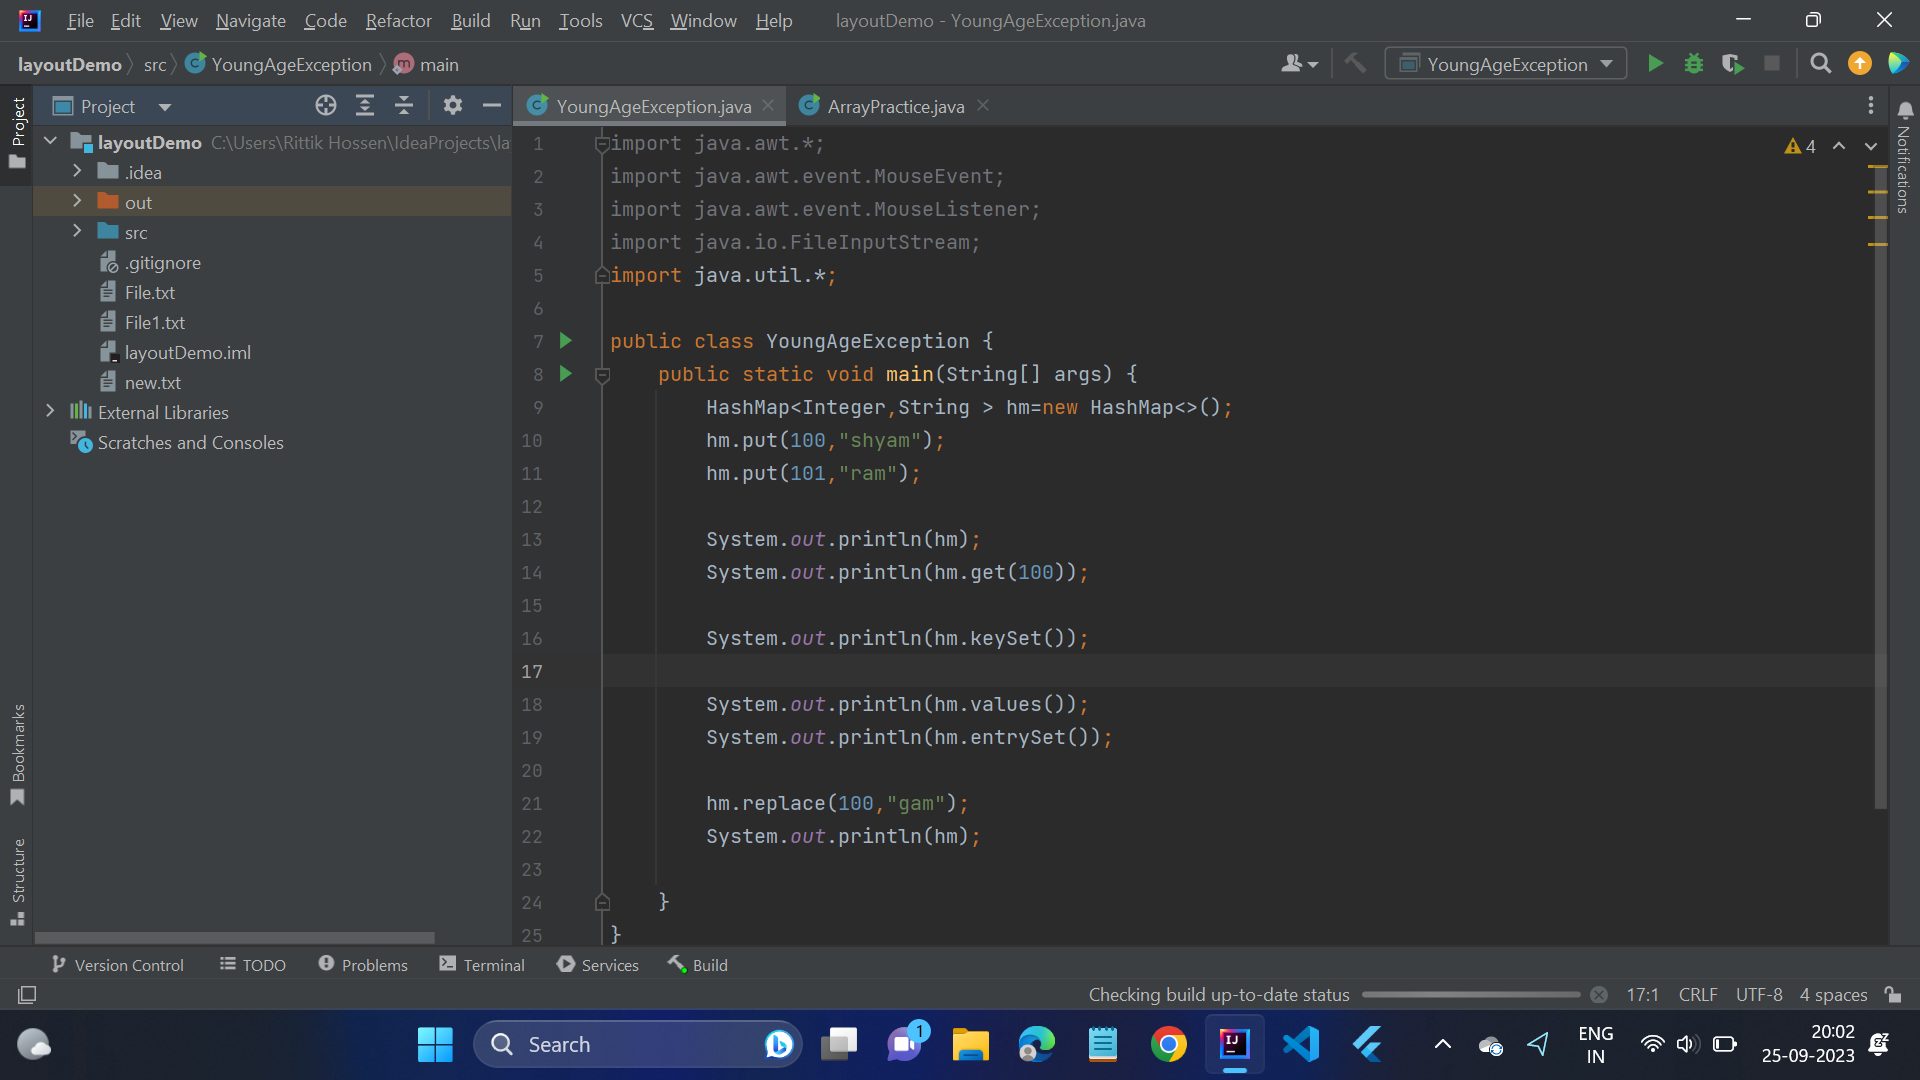 File Edit View Navigate Code Refactor Build Run Tools VCS Window Help layoutDemo - YoungAgeException.java
layoutDemo src YoungAgeException main YoungAgeException
Project
Project
YoungAgeException.java ArrayPractice.java
layoutDemo C:\Users\Rittik Hossen\IdeaProjects\la
.idea
out
src
.gitignore
File.txt
File1.txt
layoutDemo.iml
new.txt
External Libraries
Scratches and Consoles
Bookmarks
Structure
1 import java.awt.*;
2 import java.awt.event.MouseEvent;
3 import java.awt.event.MouseListener;
4 import java.io.FileInputStream;
5 import java.util.*;
6
7 public class YoungAgeException {
8 public static void main(String[] args) {
9 HashMap<Integer,String > hm=new HashMap<>();
10 hm.put(100,"shyam");
11 hm.put(101,"ram");
12
13 System.out.println(hm);
14 System.out.println(hm.get(100));
15
16 System.out.println(hm.keySet());
17
18 System.out.println(hm.values());
19 System.out.println(hm.entrySet());
20
21 hm.replace(100,"gam");
22 System.out.println(hm);
23
24 }
25 }
4
Notifications
Version Control TODO Problems Terminal Services Build
Checking build up-to-date status 17:1 CRLF UTF-8 4 spaces
Search
1
ENG
IN
20:02
25-09-2023